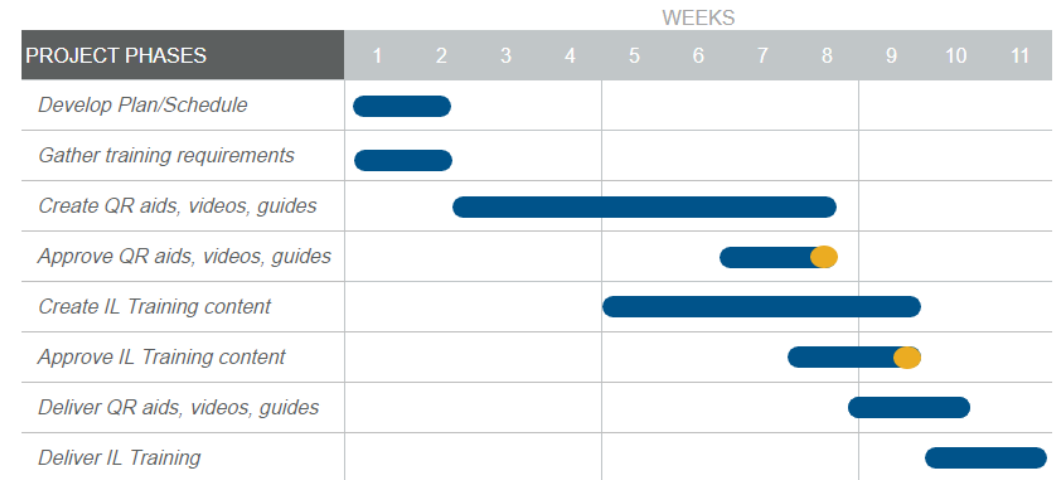 WEEKS
PROJECT PHASES 1 2 3 4 5 6 7 8 9 10 11
Develop Plan/Schedule
Gather training requirements
Create QR aids, videos, guides
Approve QR aids, videos, guides
Create IL Training content
Approve IL Training content
Deliver QR aids, videos, guides
Deliver IL Training